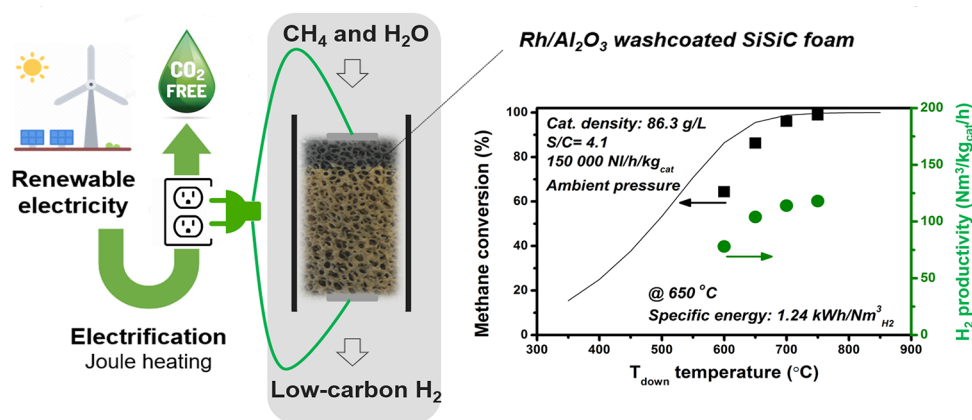 CO2
FREE
Renewable
electricity
Electrification
Joule heating
CH4 and H2O
Low-carbon H2
Rh/Al2O3 washcoated SiSiC foam
Cat. density: 86.3 g/L
S/C= 4.1
150 000 Nl/h/kgcat
Ambient pressure
@ 650 °C
Specific energy: 1.24 kWh/Nm3H2
Methane conversion (%)
100
80
60
40
20
0
300
400
500
600
700
800
900
Tdown temperature (°C)
200
150
100
50
0
H2 productivity (Nm3/kgcat/h)